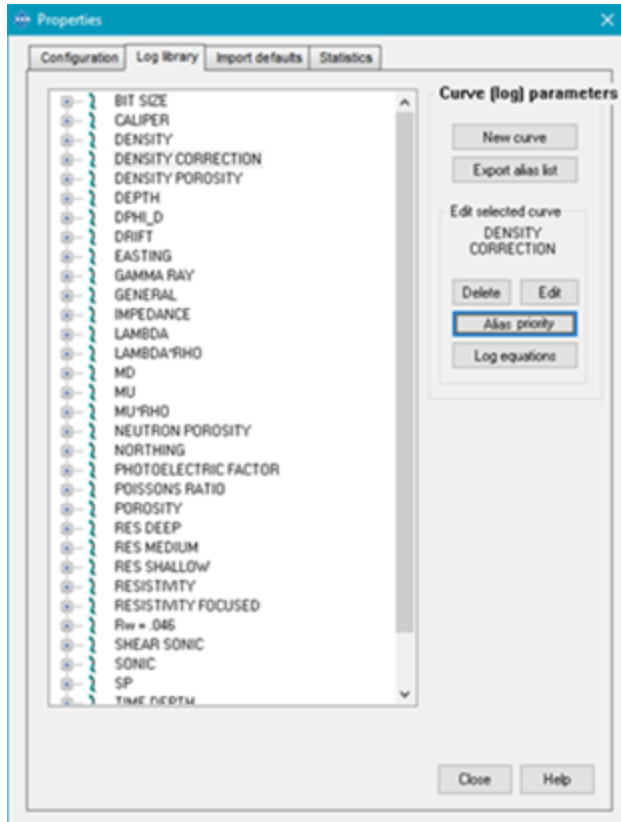 Properties
Configuration
Log library
Import defaults
Statistics
BIT SIZE
CALIPER
DENSITY
DENSITY CORRECTION
DENSITY POROSITY
DEPTH
DPHI_D
DRIFT
EASTING
GAMMA RAY
GENERAL
IMPEDANCE
LAMBDA
LAMBDA*RHO
MD
MU
MU*RHO
NEUTRON POROSITY
NORTHING
PHOTOELECTRIC FACTOR
POISSONS RATIO
POROSITY
RES DEEP
RES MEDIUM
RES SHALLOW
RESISTIVITY
RESISTIVITY FOCUSED
Rw = .046
SHEAR SONIC
SONIC
SP
TIME DEPTH
Curve (log) parameters
New curve
Export alias list
Edit selected curve
DENSITY
CORRECTION
Delete
Edit
Alias priority
Log equations
Close
Help